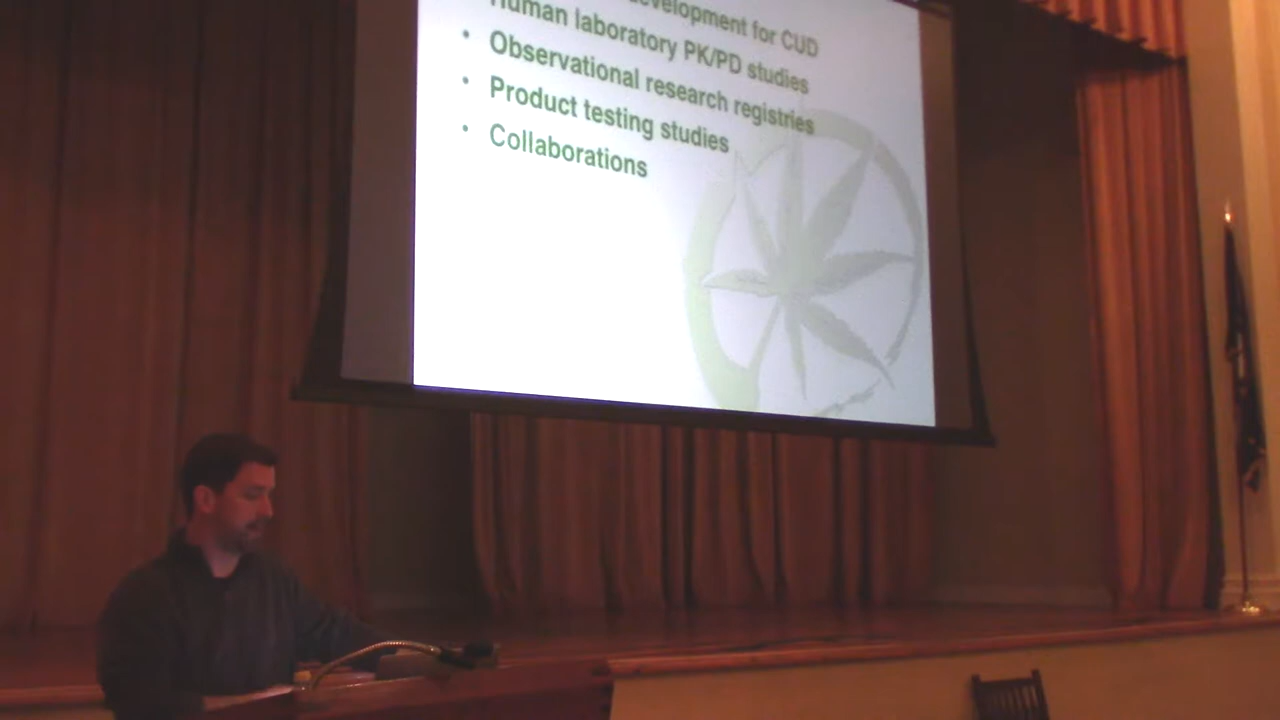 development for CUD
Human laboratory PK/PD studies
• Observational research registries
• Product testing studies
• Collaborations